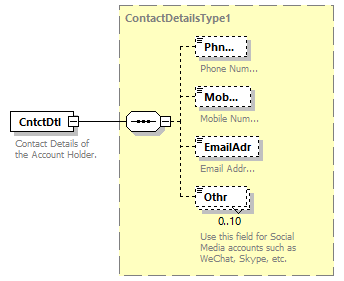 ContactDetailsType1
Phn...
Phone Num...
Mob...
Mobile Num...
CntctDtl
Contact Details of
the Account Holder.
EmailAdr
Email Addr...
Othr
0..10
Use this field for Social
Media accounts such as
WeChat, Skype, etc.